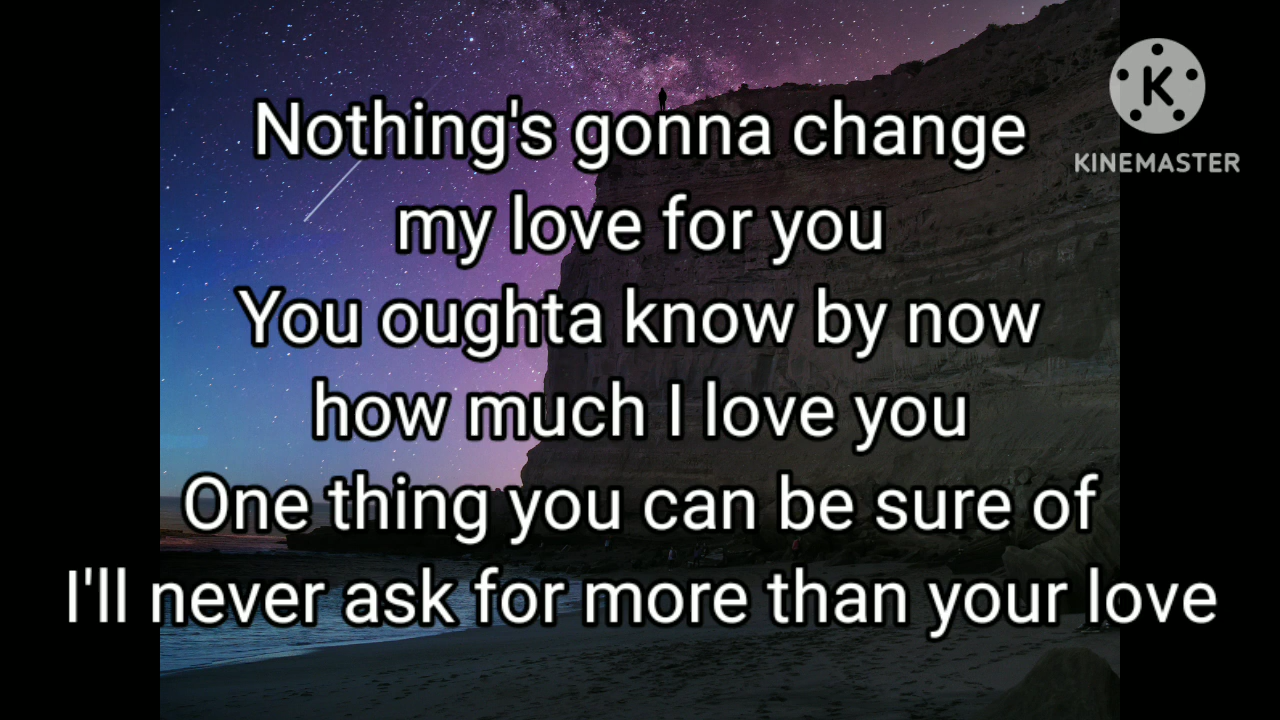 Nothing's gonna change
my love for you
You oughta know by now
how much I love you
One thing you can be sure of
I'll never ask for more than your love
K
KINEMASTER